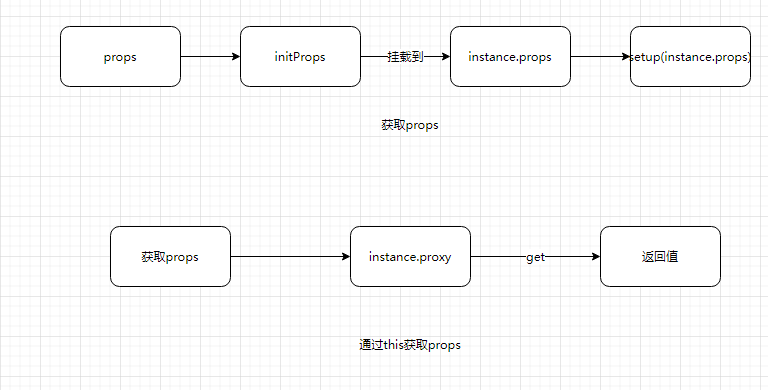 props
initProps
挂载到
instance.props
setup(instance.props)
获取props
获取props
instance.proxy
get
返回值
通过this获取props